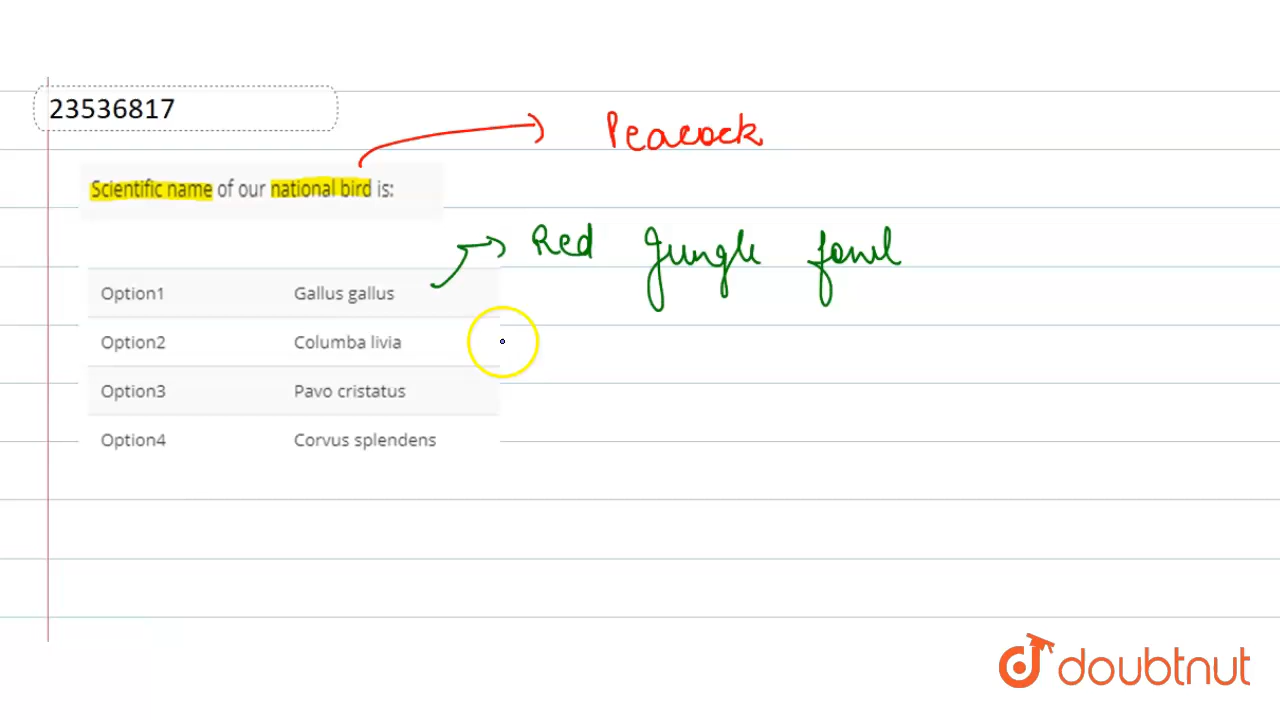 23536817
Peacock
Scientific name of our national bird is:
Red Jungle fowl
Option1 Gallus gallus
Option2 Columba livia
Option3 Pavo cristatus
Option4 Corvus splendens
doubtnut